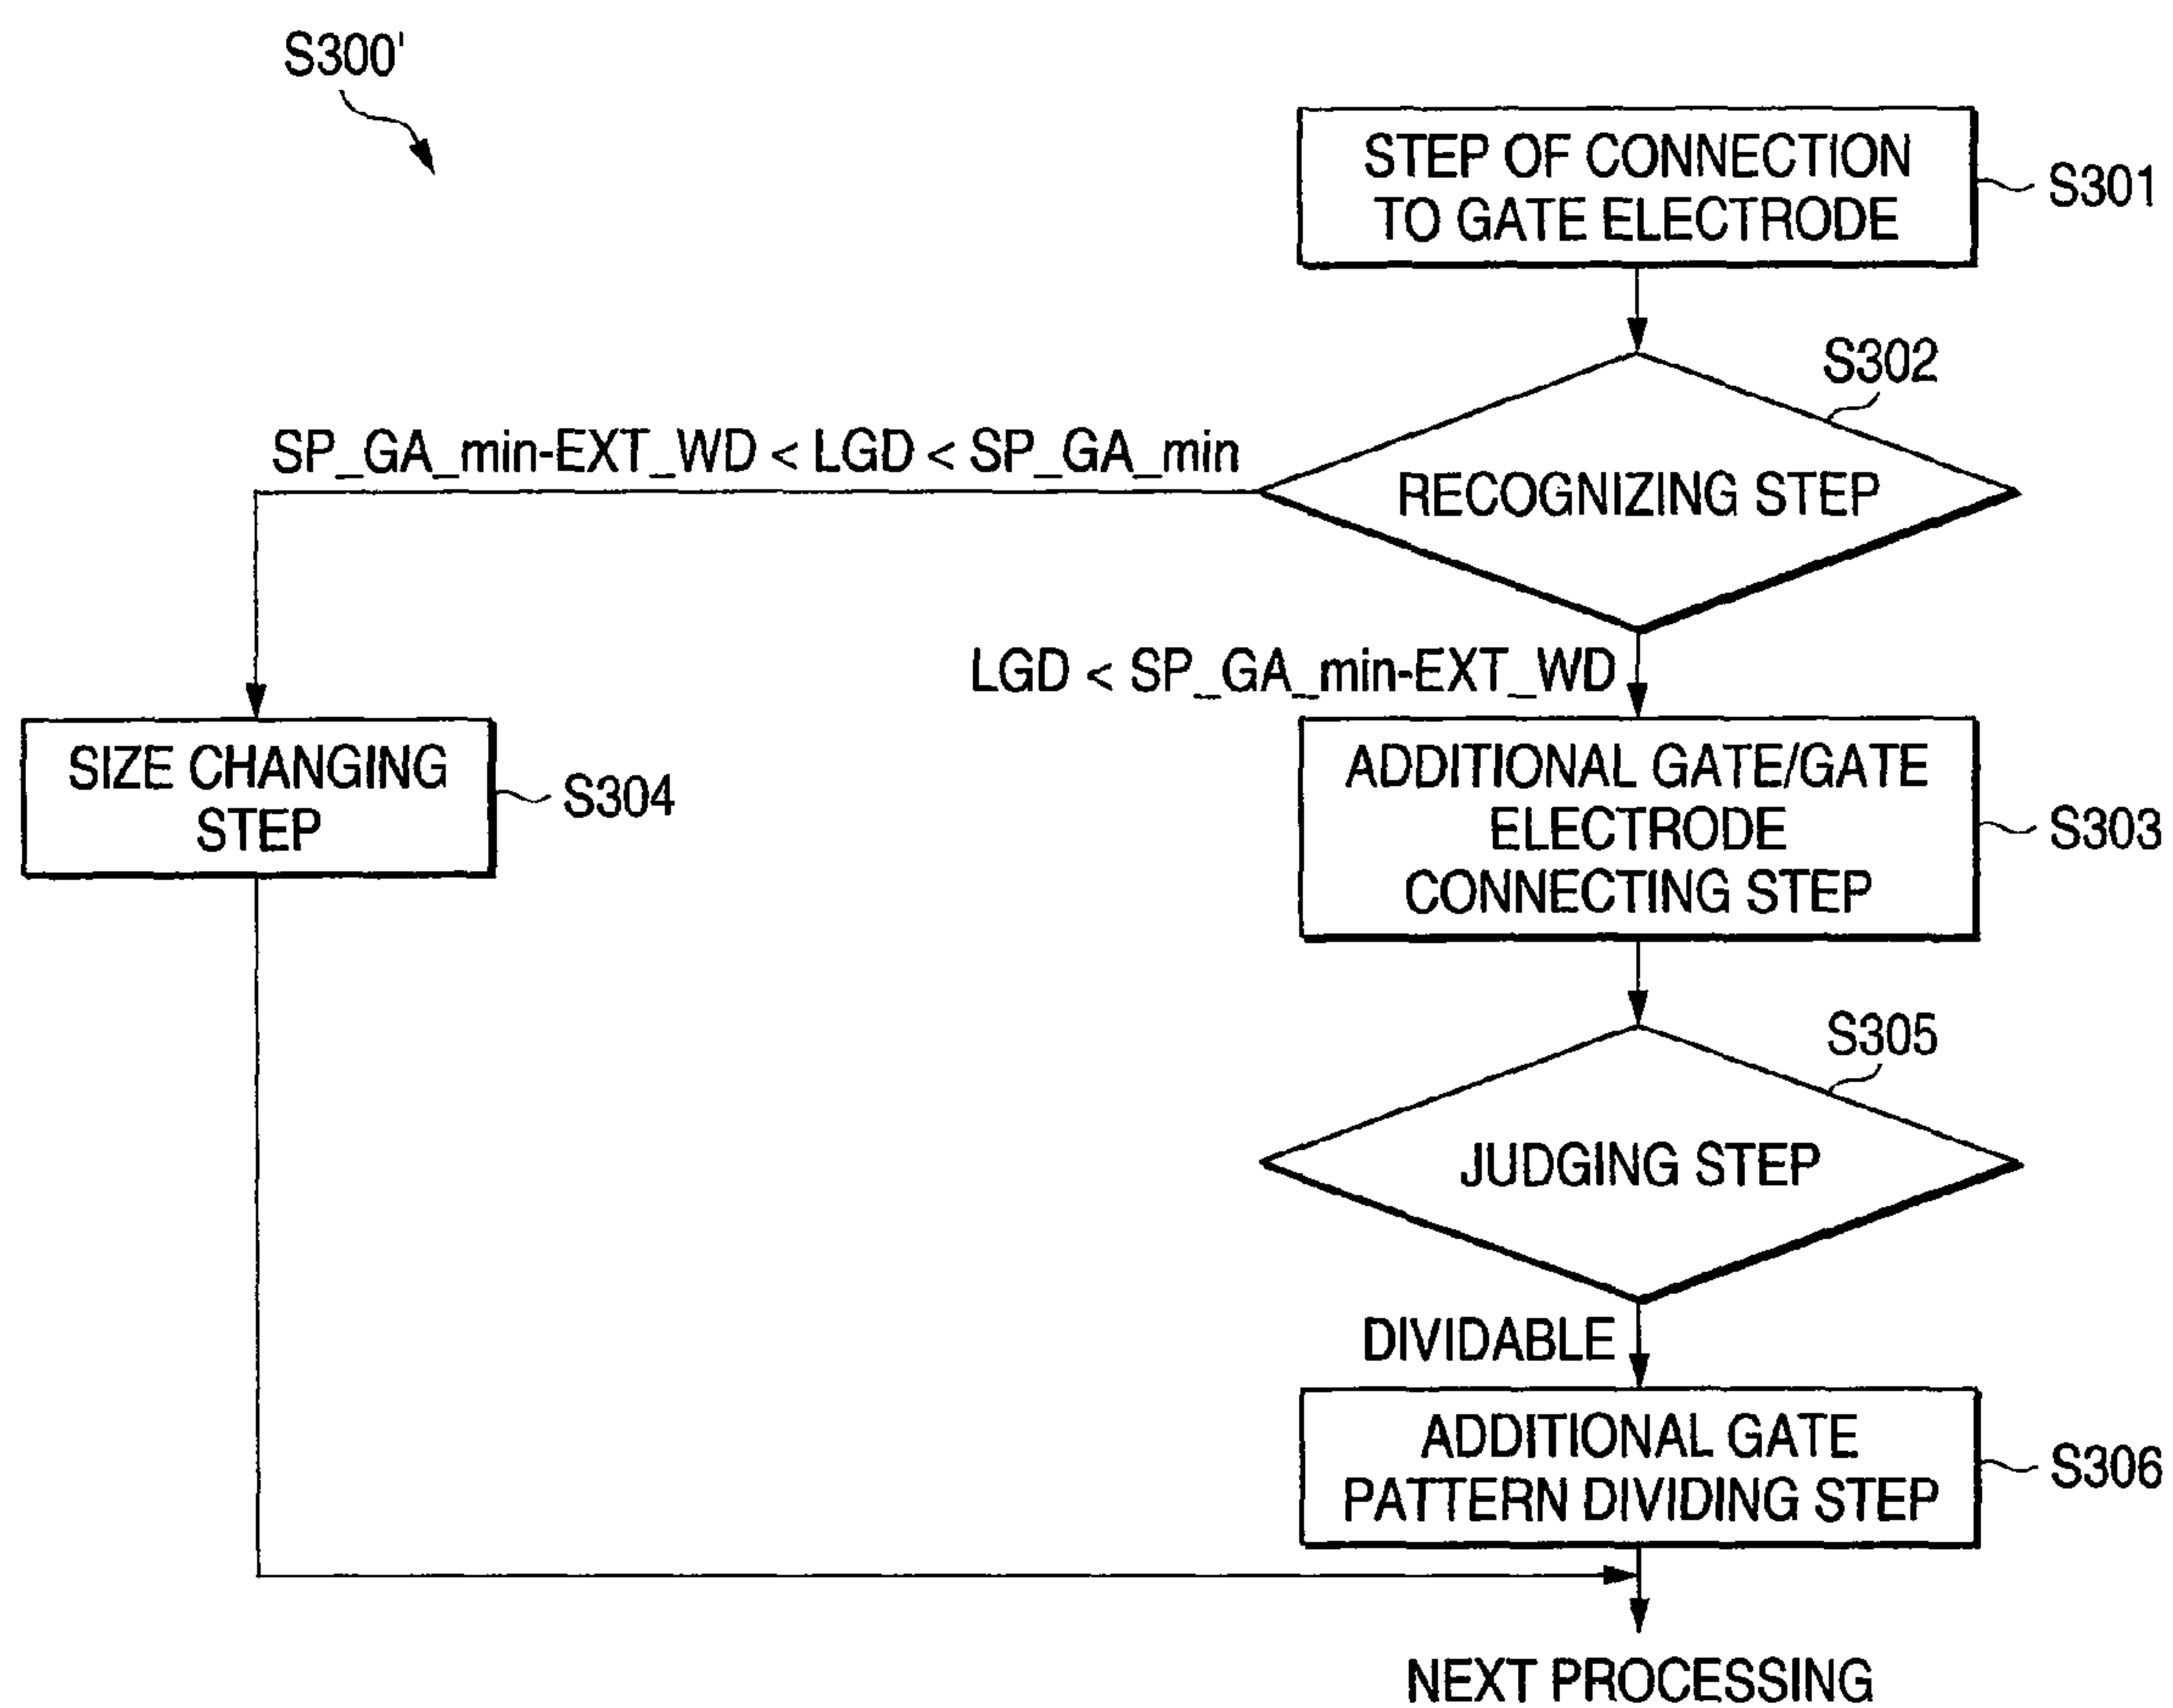 S300'
STEP OF CONNECTION
TO GATE ELECTRODE
S301
S302
RECOGNIZING STEP
SP_GA_min-EXT_WD < LGD < SP_GA_min
LGD < SP_GA_min-EXT_WD
SIZE CHANGING
STEP
S304
ADDITIONAL GATE/GATE
ELECTRODE
CONNECTING STEP
S303
S305
JUDGING STEP
DIVIDABLE
ADDITIONAL GATE
PATTERN DIVIDING STEP
S306
NEXT PROCESSING